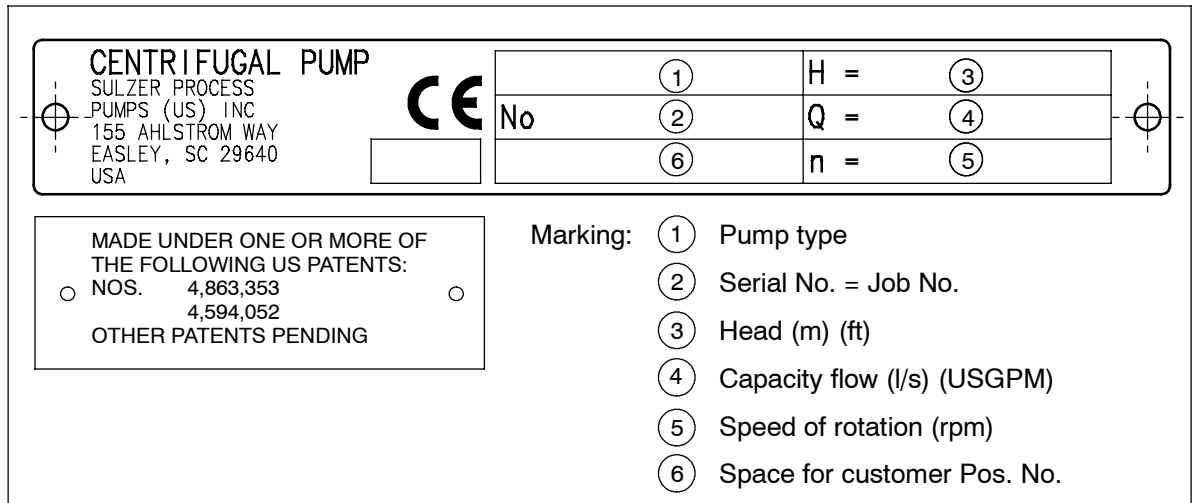 CENTRIFUGAL PUMP
SULZER PROCESS
PUMPS (US) INC
155 AHLSTROM WAY
EASLEY, SC 29640
USA
CE
1 H = 3
No 2 Q = 4
6 n = 5
MADE UNDER ONE OR MORE OF
THE FOLLOWING US PATENTS:
NOS. 4,863,353
4,594,052
OTHER PATENTS PENDING
Marking: 1 Pump type
2 Serial No. = Job No.
3 Head (m) (ft)
4 Capacity flow (l/s) (USGPM)
5 Speed of rotation (rpm)
6 Space for customer Pos. No.